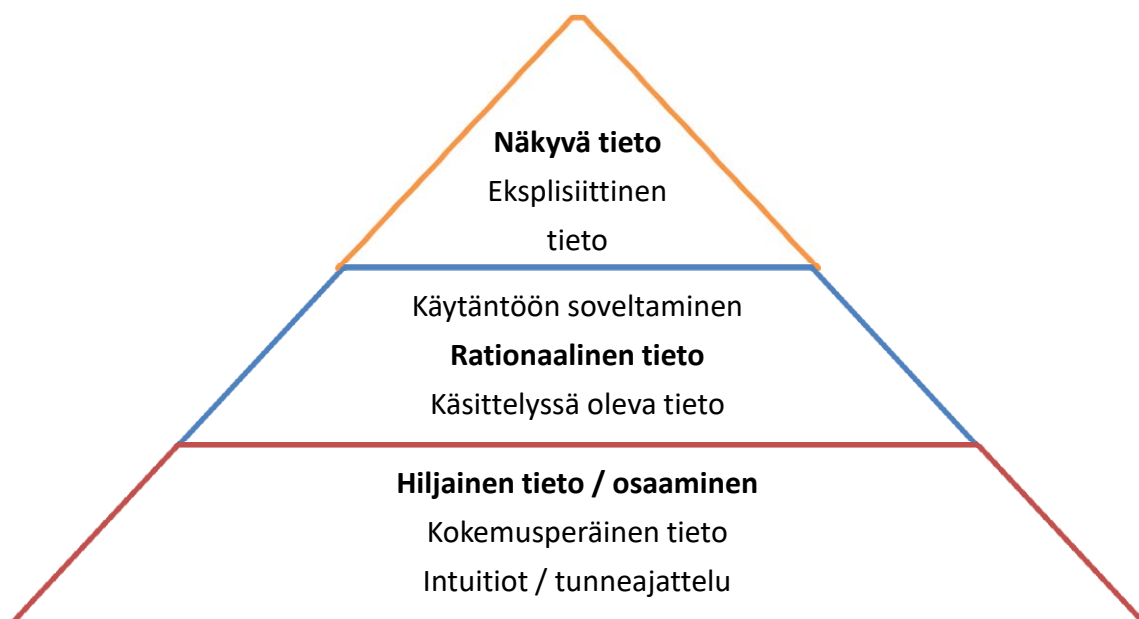 Näkyvä tieto
Eksplisiittinen
tieto
Käytäntöön soveltaminen
Rationaalinen tieto
Käsittelyssä oleva tieto
Hiljainen tieto / osaaminen
Kokemusperäinen tieto
Intuitiot / tunneajattelu